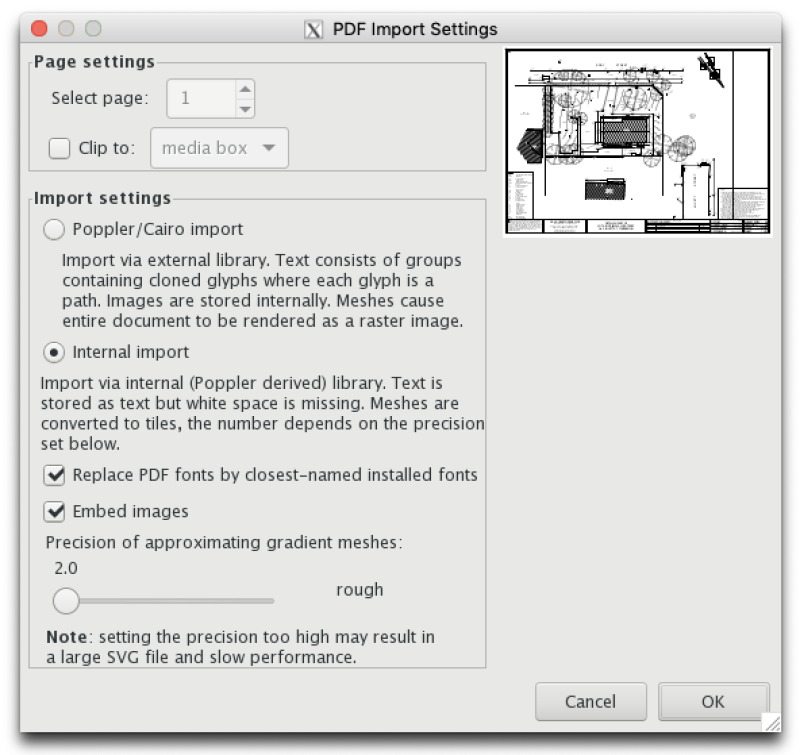 PDF Import Settings
Page settings
Select page: 1
Clip to: media box
Import settings
Poppler/Cairo import
Import via external library. Text consists of groups
containing cloned glyphs where each glyph is a
path. Images are stored internally. Meshes cause
entire document to be rendered as a raster image.
Internal import
Import via internal (Poppler derived) library. Text is
stored as text but white space is missing. Meshes are
converted to tiles, the number depends on the precision
set below.
Replace PDF fonts by closest-named installed fonts
Embed images
Precision of approximating gradient meshes:
2.0
rough
Note: setting the precision too high may result in
a large SVG file and slow performance.
Cancel
OK